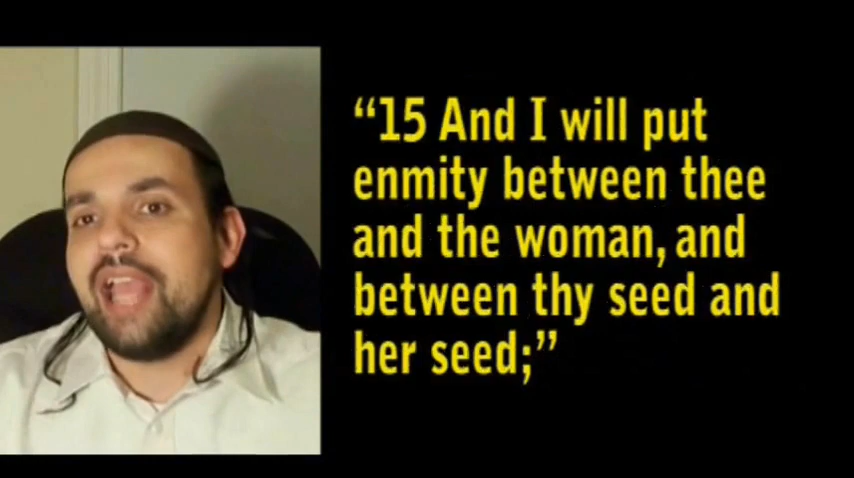 “15 And I will put
enmity between thee
and the woman, and
between thy seed and
her seed;”